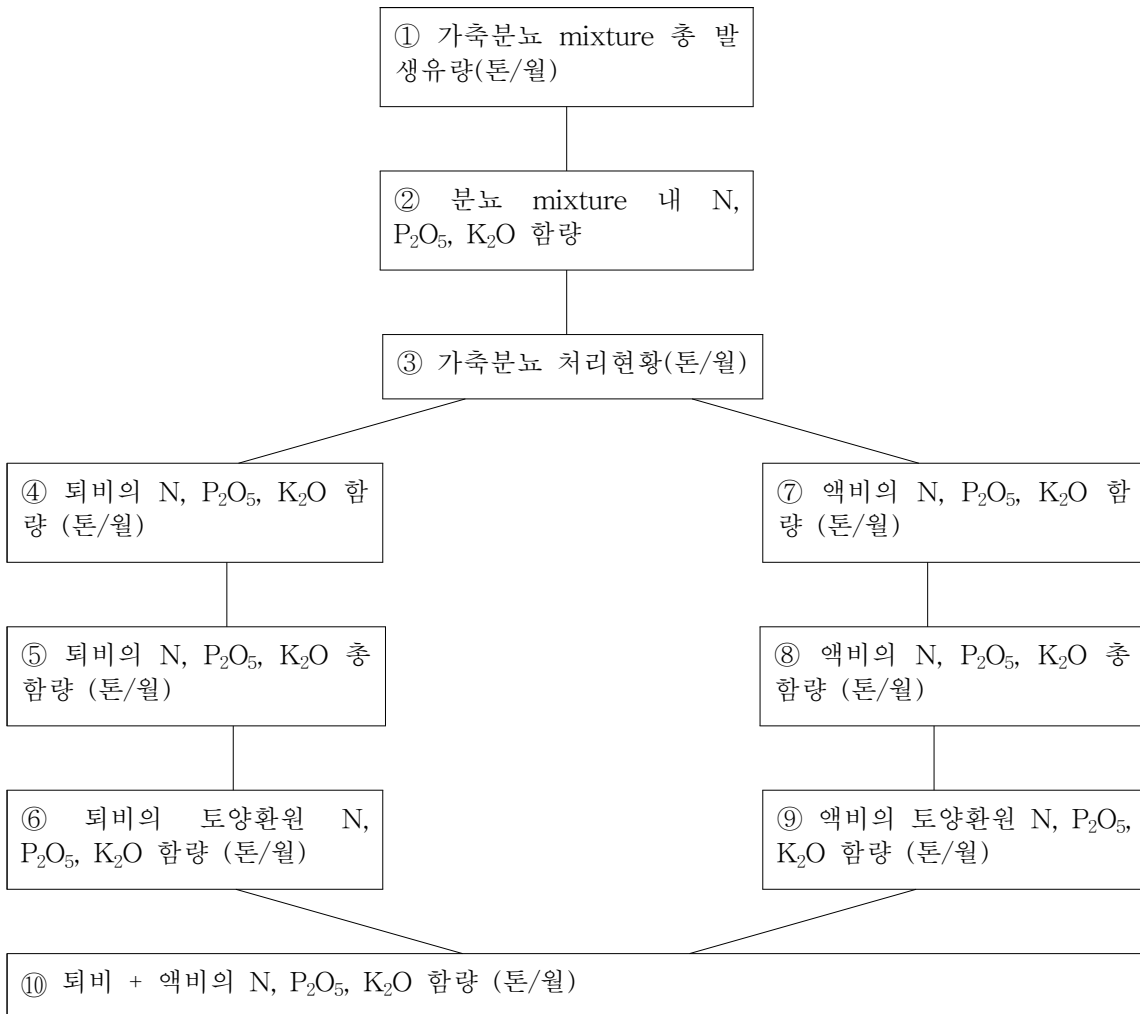 ① 가축분뇨 mixture 총 발
생유량(톤/월)
② 분뇨 mixture 내 N,
P₂O₅, K₂O 함량
③ 가축분뇨 처리현황(톤/월)
④ 퇴비의 N, P₂O₅, K₂O 함
량 (톤/월)
⑦ 액비의 N, P₂O₅, K₂O 함
량 (톤/월)
⑤ 퇴비의 N, P₂O₅, K₂O 총
함량 (톤/월)
⑧ 액비의 N, P₂O₅, K₂O 총
함량 (톤/월)
⑥ 퇴비의 토양환원 N,
P₂O₅, K₂O 함량 (톤/월)
⑨ 액비의 토양환원 N, P₂O₅,
K₂O 함량 (톤/월)
⑩ 퇴비 + 액비의 N, P₂O₅, K₂O 함량 (톤/월)